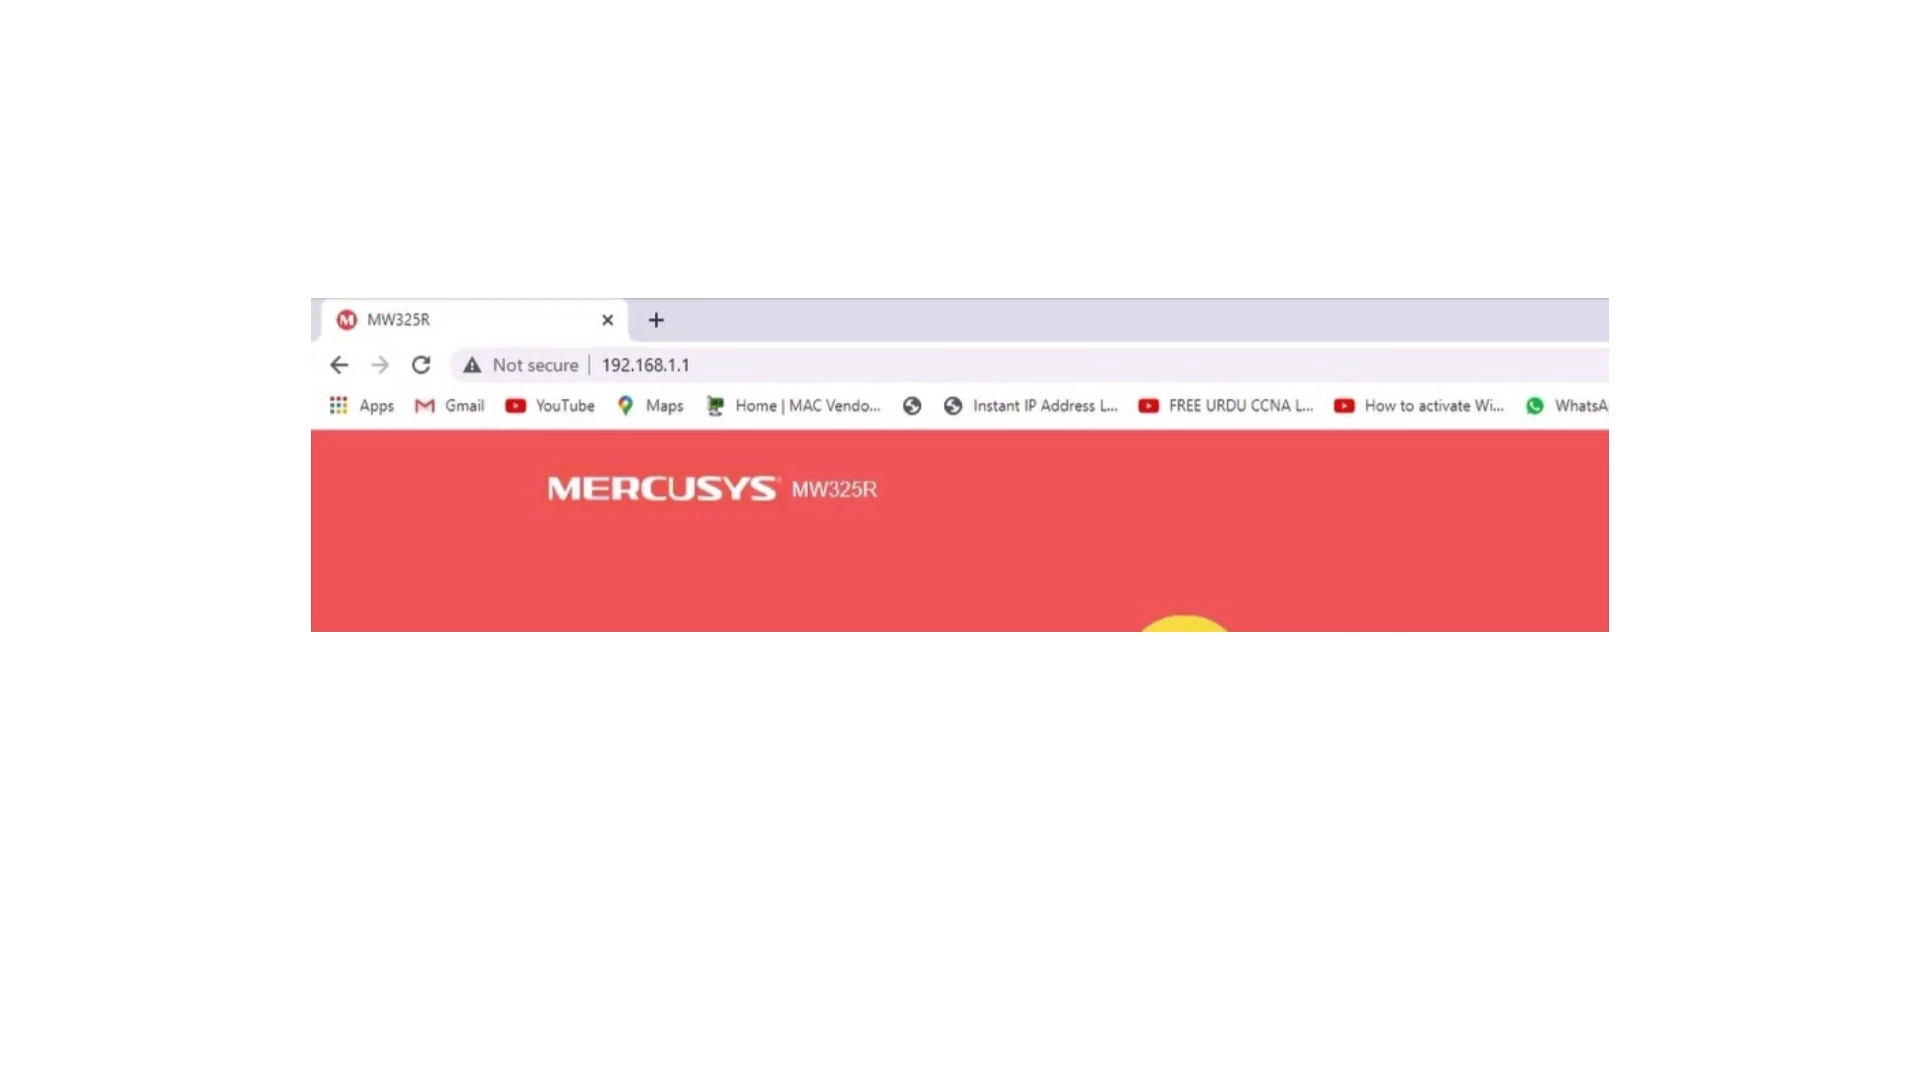 MW325R
Not secure | 192.168.1.1
Apps Gmail YouTube Maps Home | MAC Vendo... Instant IP Address L... FREE URDU CCNA L... How to activate Wi... WhatsA
MERCUSYS MW325R